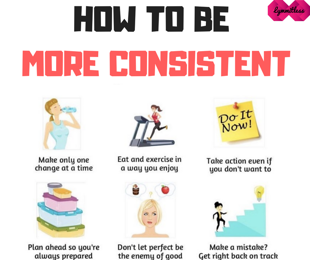 HOW TO BE
Gymnitless
MORE CONSISTENT
Do It
Now!
Make only one
change at a time
Eat and exercise in
a way you enjoy
Take action even if
you don't want to
Plan ahead so you're
always prepared
Don't let perfect be
the enemy of good
Make a mistake?
Get right back on track